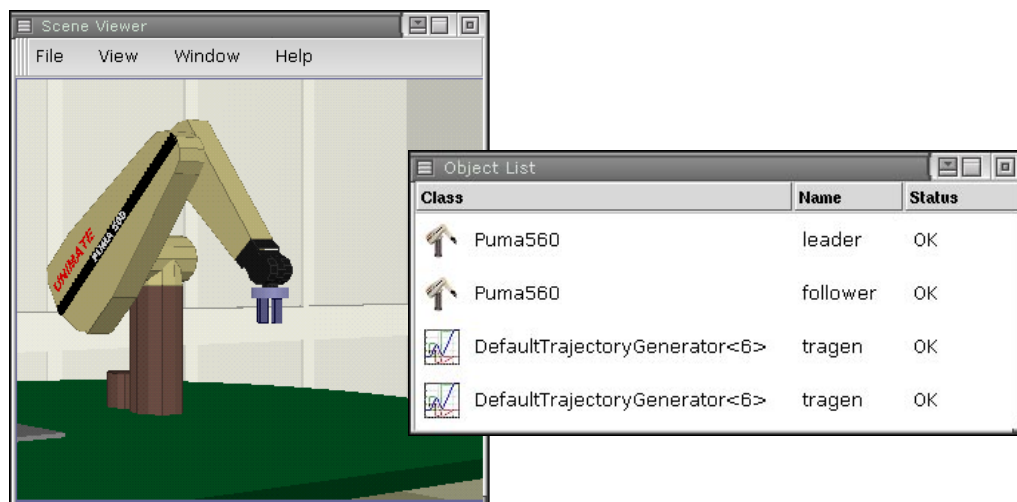 Scene Viewer
File View Window Help
UNIMATE
PUMA 500
Object List
Class Name Status
Puma560 leader OK
Puma560 follower OK
DefaultTrajectoryGenerator<6> tragen OK
DefaultTrajectoryGenerator<6> tragen OK